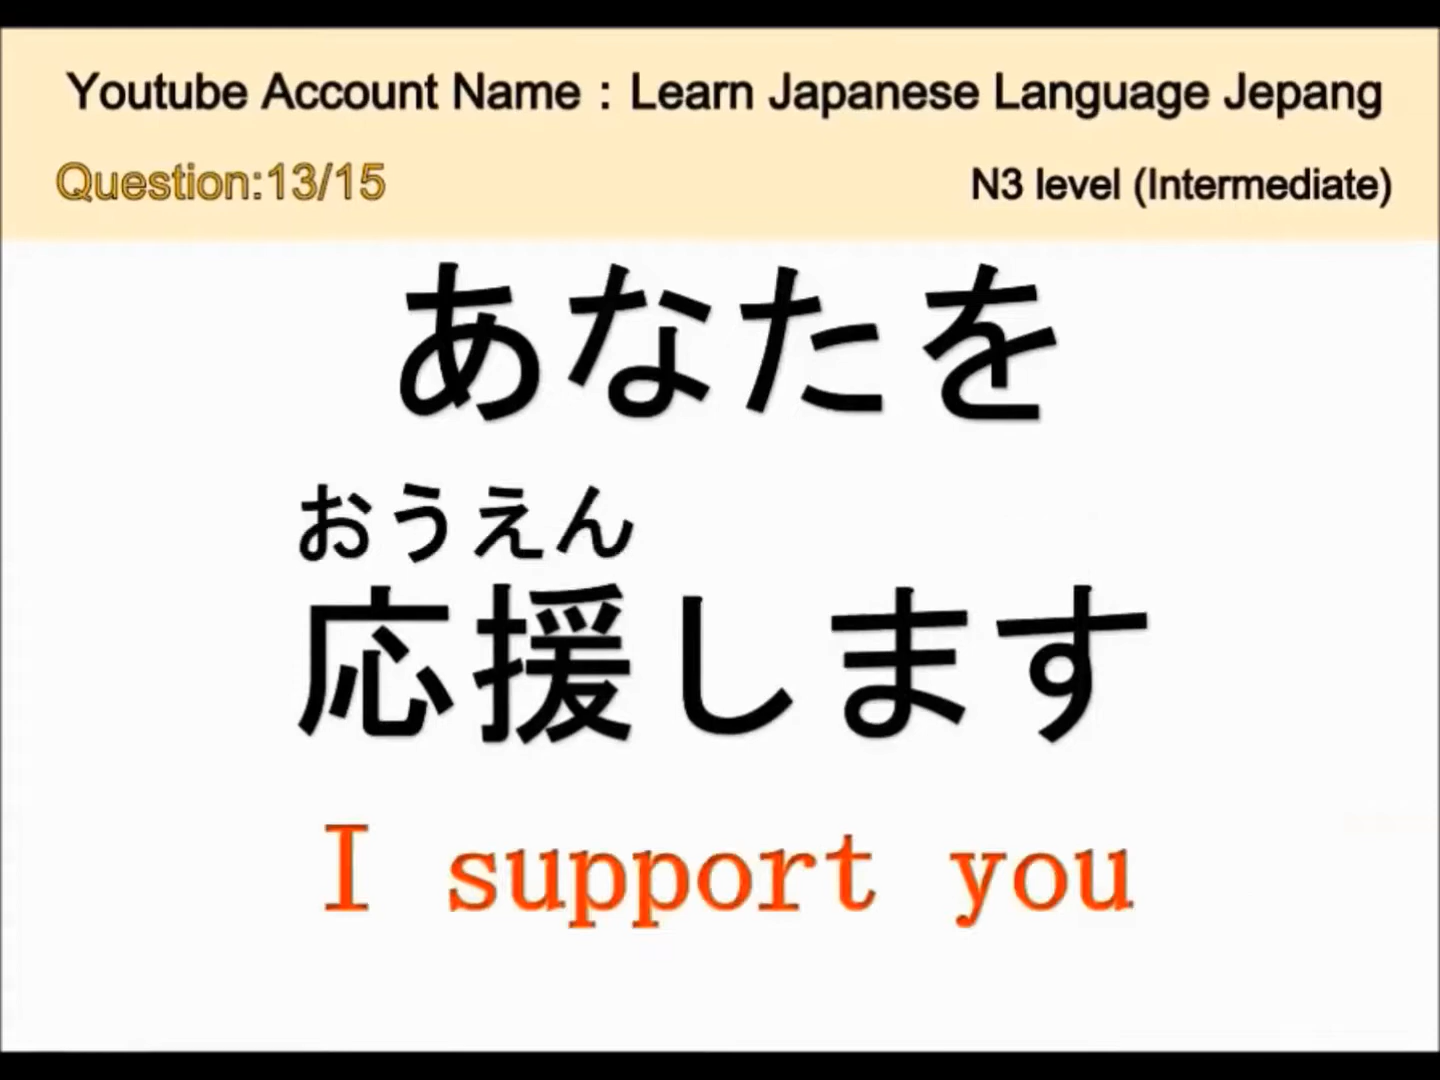 Youtube Account Name：Learn Japanese Language Jepang
Question:13/15
N3 level (Intermediate)
あなたを
おうえん
応援します
I support you